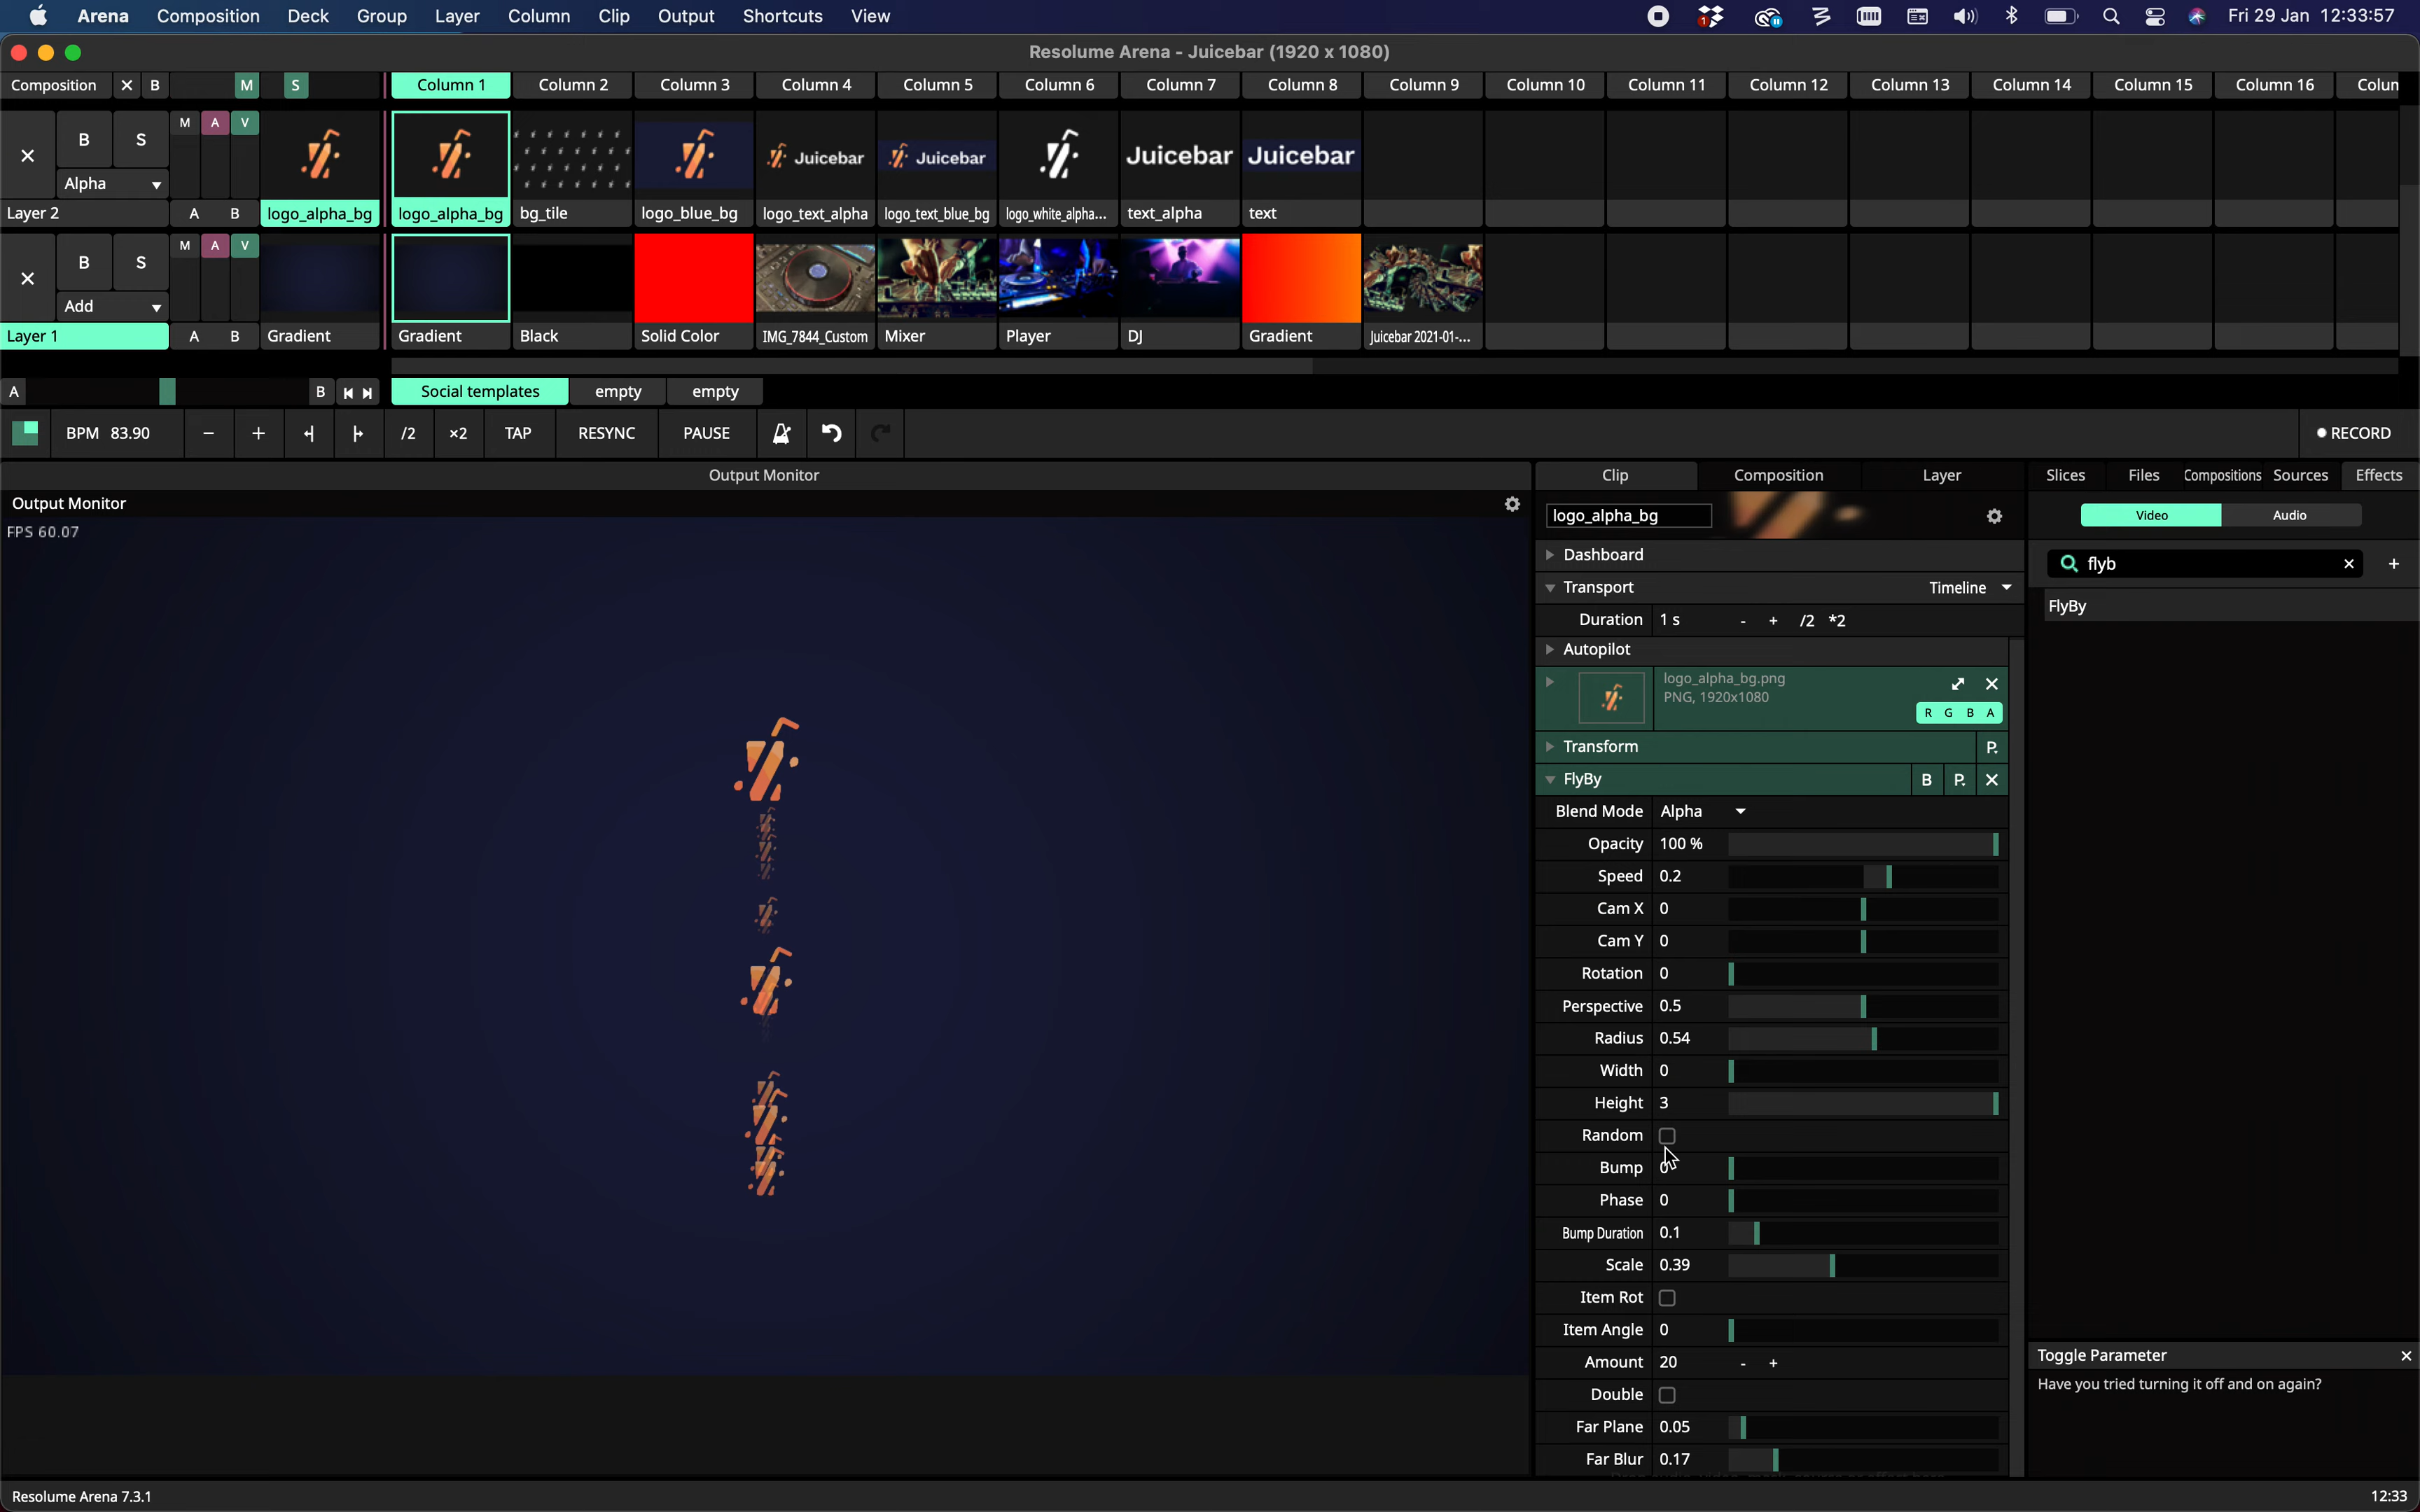 Arena Composition Deck Group Layer Column Clip Output Shortcuts View 1 Fri 29 Jan 12:33:57
Resolume Arena - Juicebar (1920 x 1080)
Composition B M S Column 1 Column 2 Column 3 Column 4 Column 5 Column 6 Column 7 Column 8 Column 9 Column 10 Column 11 Column 12 Column 13 Column 14 Column 15 Column 16 Colun
B S M A V Juicebar Juicebar Juicebar Juicebar
Alpha
Layer 2 A B logo_alpha_bg logo_alpha_bg bg_tile logo_blue_bg logo_text_alpha logo_text_blue_bg logo_white_alpha... text_alpha text
B S M A V
Add
Layer 1 A B Gradient Gradient Black Solid Color IMG_7844_Custom Mixer Player DJ Gradient Juicebar 2021-01-...
A B Social templates empty empty
BPM 83.90 − + /2 ×2 TAP RESYNC PAUSE RECORD
Output Monitor
Output Monitor
FPS 60.07
Clip Composition Layer
logo_alpha_bg
Dashboard
Transport Timeline
Duration 1 s - + /2 *2
Autopilot
logo_alpha_bg.png
PNG, 1920x1080
R G B A
Transform P.
FlyBy B P.
Blend Mode Alpha
Opacity 100 %
Speed 0.2
Cam X 0
Cam Y 0
Rotation 0
Perspective 0.5
Radius 0.54
Width 0
Height 3
Random
Bump 0
Phase 0
Bump Duration 0.1
Scale 0.39
Item Rot
Item Angle 0
Amount 20 - +
Double
Far Plane 0.05
Far Blur 0.17
Slices Files Compositions Sources Effects
Video Audio
flyb
FlyBy
Toggle Parameter
Have you tried turning it off and on again?
Resolume Arena 7.3.1 12:33